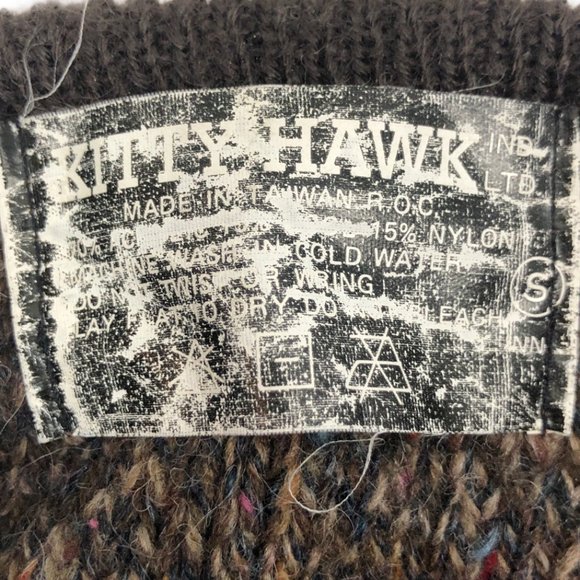 KITTY HAWK IND. LTD.
MADE IN TAIWAN R.O.C.
15% NYLON
WASH IN COLD WATER
DO NOT TWIST OR WRING
LAY FLAT TO DRY DO NOT BLEACH
S